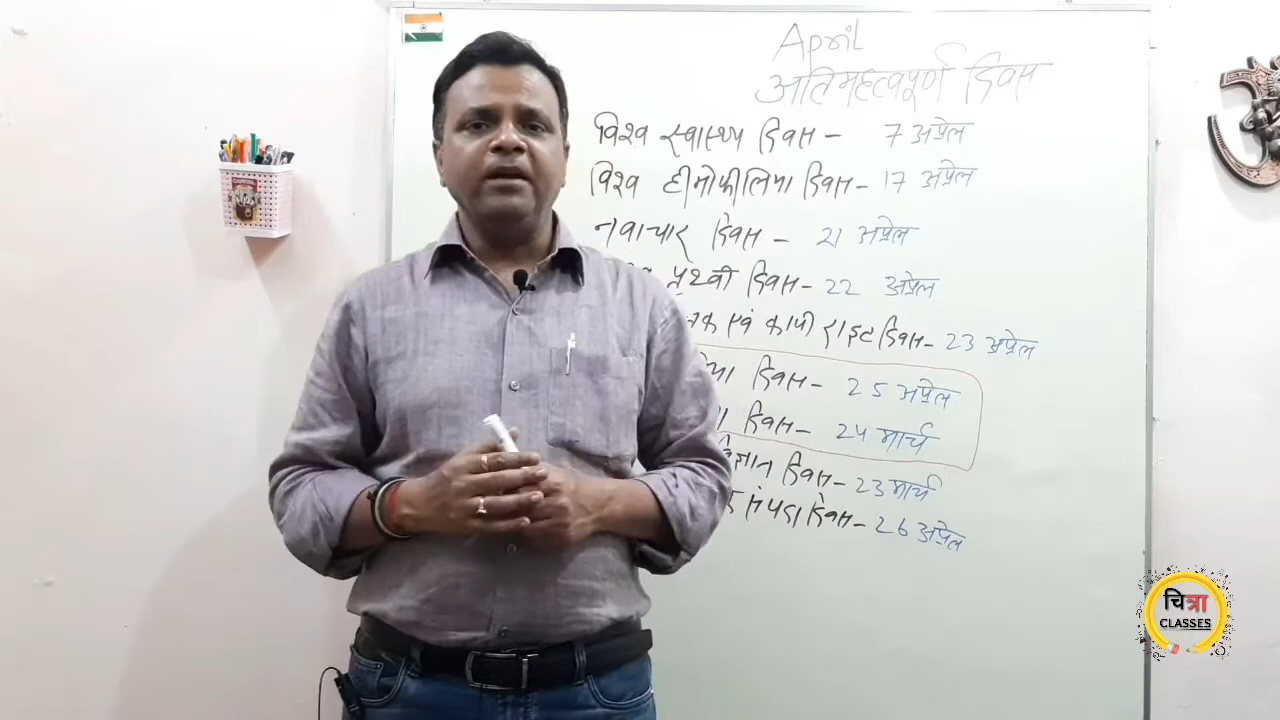 April
अतिमहत्वपूर्ण दिवस
विश्व स्वास्थ्य दिवस - 7 अप्रेल
विश्व हीमोफीलिया दिवस - 17 अप्रेल
नवाचार दिवस - 21 अप्रेल
पृथ्वी दिवस - 22 अप्रेल
एवं कापी राइट दिवस - 23 अप्रेल
दिवस - 25 अप्रेल
दिवस - 24 मार्च
विज्ञान दिवस - 23 मार्च
संपदा दिवस - 26 अप्रेल
चित्रा
CLASSES